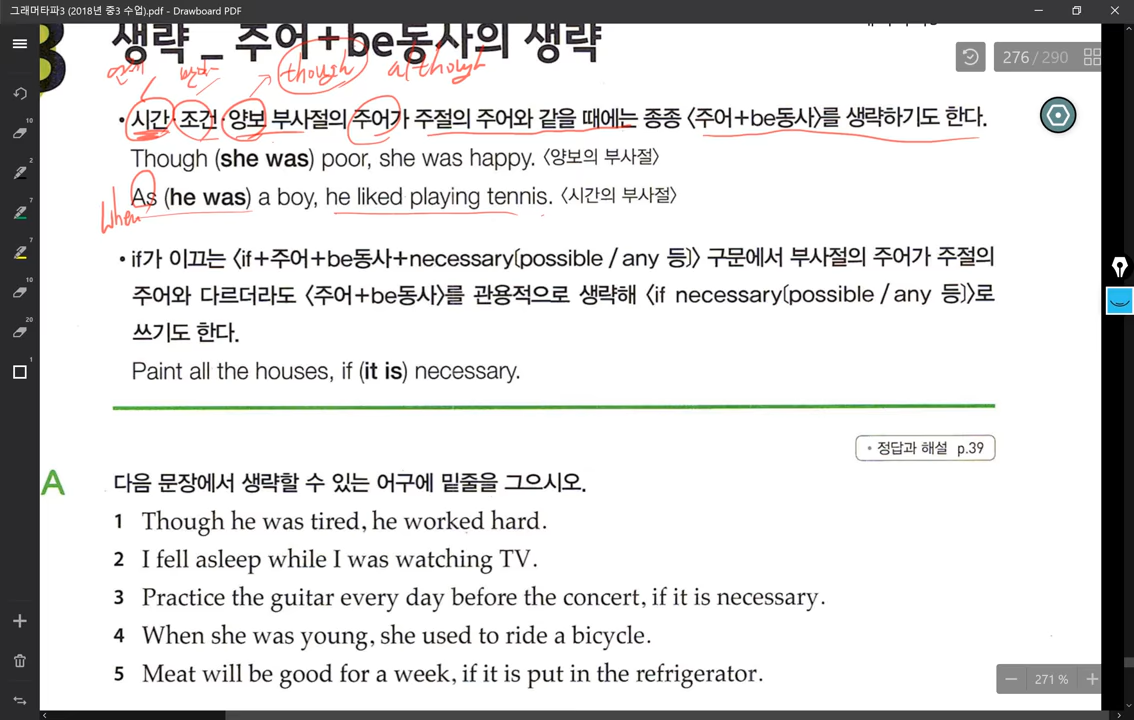 그래머타파3 (2018년 중3 수업).pdf - Drawboard PDF
생략 _ 주어+be동사의 생략
276 / 290
though although
• 시간·조건·양보 부사절의 주어가 주절의 주어와 같을 때에는 종종 〈주어+be동사〉를 생략하기도 한다.
Though (she was) poor, she was happy. 〈양보의 부사절〉
As (he was) a boy, he liked playing tennis. 〈시간의 부사절〉
When
• if가 이끄는 〈if+주어+be동사+necessary(possible / any 등)〉 구문에서 부사절의 주어가 주절의
주어와 다르더라도 〈주어+be동사〉를 관용적으로 생략해 〈if necessary(possible / any 등)〉로
쓰기도 한다.
Paint all the houses, if (it is) necessary.
• 정답과 해설 p.39
A 다음 문장에서 생략할 수 있는 어구에 밑줄을 그으시오.
1 Though he was tired, he worked hard.
2 I fell asleep while I was watching TV.
3 Practice the guitar every day before the concert, if it is necessary.
4 When she was young, she used to ride a bicycle.
5 Meat will be good for a week, if it is put in the refrigerator.
271 %
10
2
7
7
10
20
1